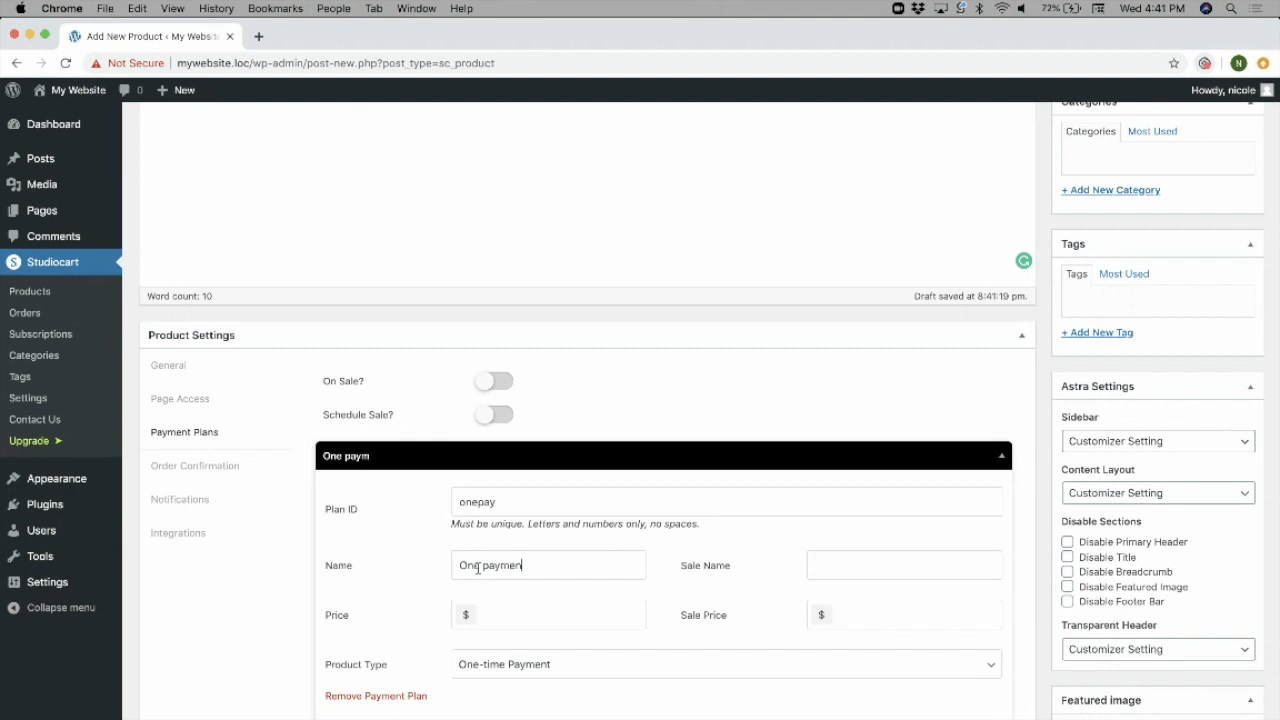 Chrome File Edit View History Bookmarks People Tab Window Help 72% Wed 4:41 PM
Add New Product ‹ My Websit
Not Secure mywebsite.loc/wp-admin/post-new.php?post_type=sc_product N
My Website 0 New Howdy, nicole
Dashboard
Posts
Media
Pages
Comments
Studiocart
Products
Orders
Subscriptions
Categories
Tags
Settings
Contact Us
Upgrade ➤
Appearance
Plugins
Users
Tools
Settings
Collapse menu
Word count: 10 Draft saved at 8:41:19 pm.
Product Settings
General
Page Access
Payment Plans
Order Confirmation
Notifications
Integrations
On Sale?
Schedule Sale?
One paym
Plan ID onepay
Must be unique. Letters and numbers only, no spaces.
Name One paymen Sale Name
Price $ Sale Price $
Product Type One-time Payment
Remove Payment Plan
Categories
Categories Most Used
+ Add New Category
Tags
Tags Most Used
+ Add New Tag
Astra Settings
Sidebar
Customizer Setting
Content Layout
Customizer Setting
Disable Sections
Disable Primary Header
Disable Title
Disable Breadcrumb
Disable Featured Image
Disable Footer Bar
Transparent Header
Customizer Setting
Featured image